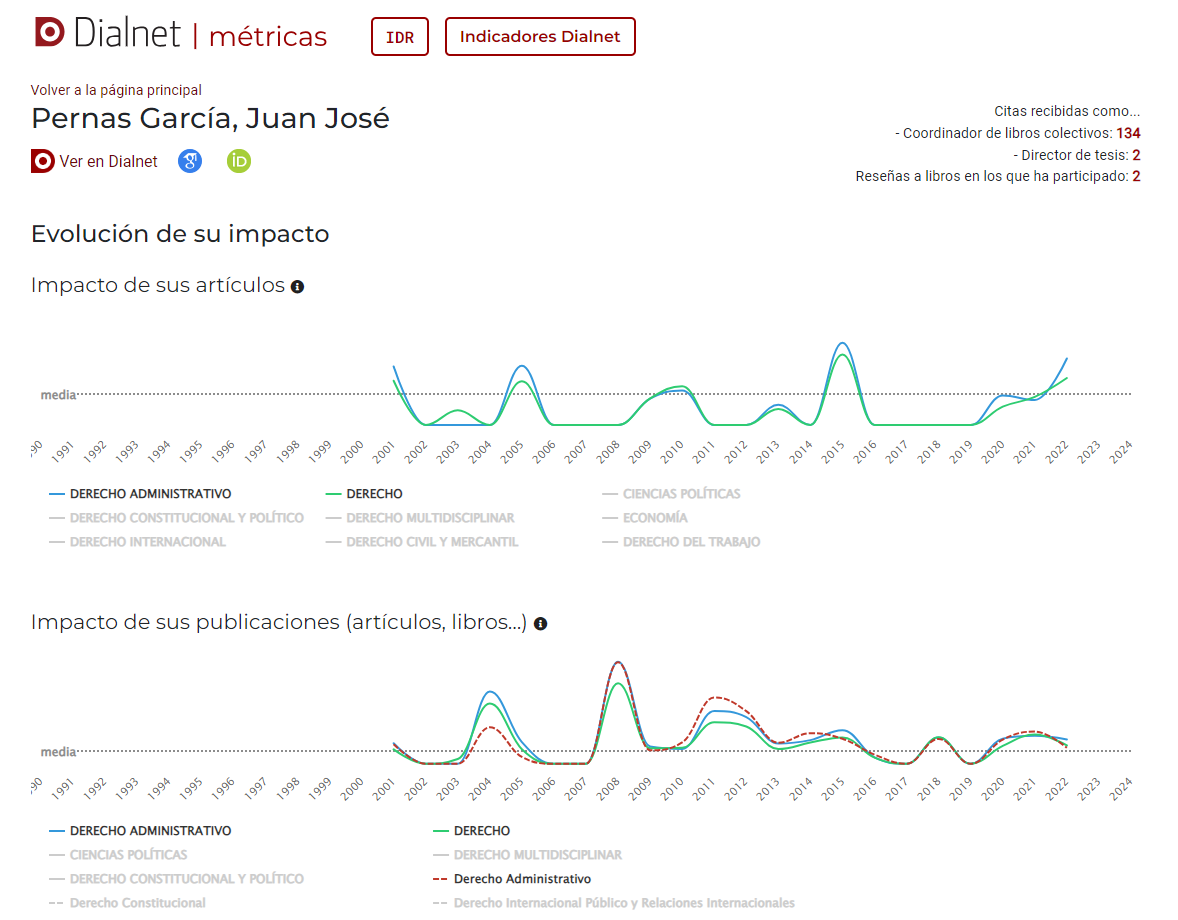 Dialnet | métricas IDR Indicadores Dialnet
Volver a la página principal
Pernas García, Juan José
Ver en Dialnet iD
Citas recibidas como...
- Coordinador de libros colectivos: 134
- Director de tesis: 2
Reseñas a libros en los que ha participado: 2
Evolución de su impacto
Impacto de sus artículos i
media
90 1991 1992 1993 1994 1995 1996 1997 1998 1999 2000 2001 2002 2003 2004 2005 2006 2007 2008 2009 2010 2011 2012 2013 2014 2015 2016 2017 2018 2019 2020 2021 2022 2023 2024
DERECHO ADMINISTRATIVO DERECHO CIENCIAS POLÍTICAS
DERECHO CONSTITUCIONAL Y POLÍTICO DERECHO MULTIDISCIPLINAR ECONOMÍA
DERECHO INTERNACIONAL DERECHO CIVIL Y MERCANTIL DERECHO DEL TRABAJO
Impacto de sus publicaciones (artículos, libros...) i
media
90 1991 1992 1993 1994 1995 1996 1997 1998 1999 2000 2001 2002 2003 2004 2005 2006 2007 2008 2009 2010 2011 2012 2013 2014 2015 2016 2017 2018 2019 2020 2021 2022 2023 2024
DERECHO ADMINISTRATIVO DERECHO
CIENCIAS POLÍTICAS DERECHO MULTIDISCIPLINAR
DERECHO CONSTITUCIONAL Y POLÍTICO Derecho Administrativo
Derecho Constitucional Derecho Internacional Público y Relaciones Internacionales